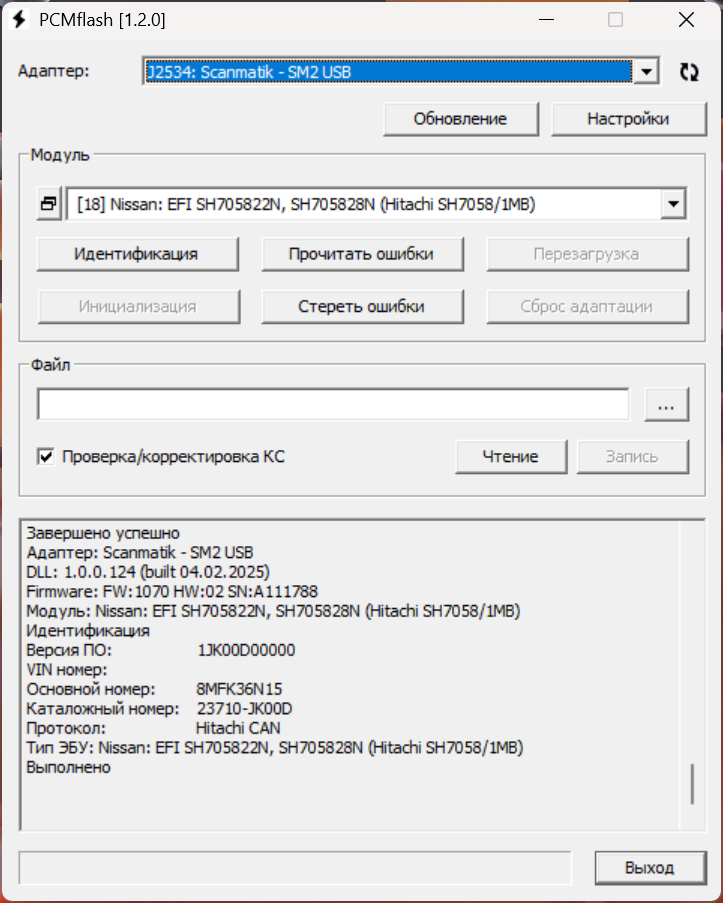 PCMflash [1.2.0]
Адаптер: J2534: Scanmatik - SM2 USB
Обновление Настройки
Модуль
[18] Nissan: EFI SH705822N, SH705828N (Hitachi SH7058/1MB)
Идентификация Прочитать ошибки Перезагрузка
Инициализация Стереть ошибки Сброс адаптации
Файл
...
Проверка/корректировка КС Чтение Запись
Завершено успешно
Адаптер: Scanmatik - SM2 USB
DLL: 1.0.0.124 (built 04.02.2025)
Firmware: FW:1070 HW:02 SN:A111788
Модуль: Nissan: EFI SH705822N, SH705828N (Hitachi SH7058/1MB)
Идентификация
Версия ПО: 1JK00D00000
VIN номер:
Основной номер: 8MFK36N15
Каталожный номер: 23710-JK00D
Протокол: Hitachi CAN
Тип ЭБУ: Nissan: EFI SH705822N, SH705828N (Hitachi SH7058/1MB)
Выполнено
Выход